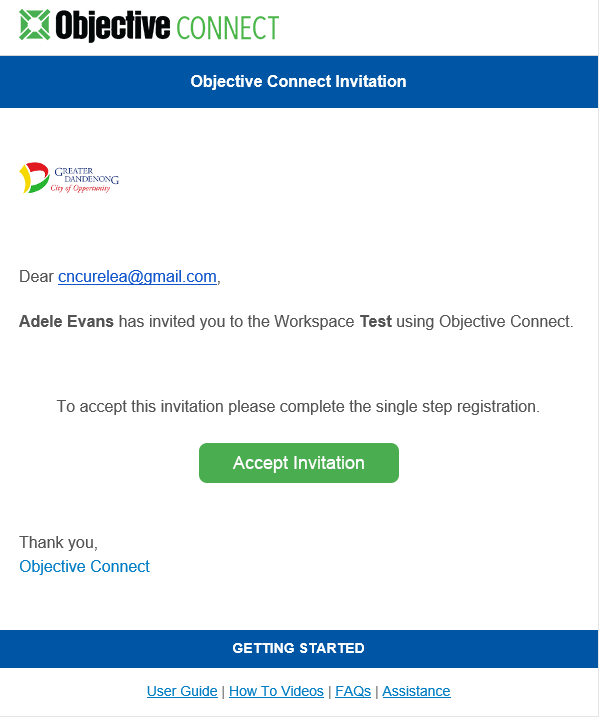 Objective CONNECT
Objective Connect Invitation
GREATER
DANDENONG
City of Opportunity
Dear cncurelea@gmail.com,
Adele Evans has invited you to the Workspace Test using Objective Connect.
To accept this invitation please complete the single step registration.
Accept Invitation
Thank you,
Objective Connect
GETTING STARTED
User Guide | How To Videos | FAQs | Assistance